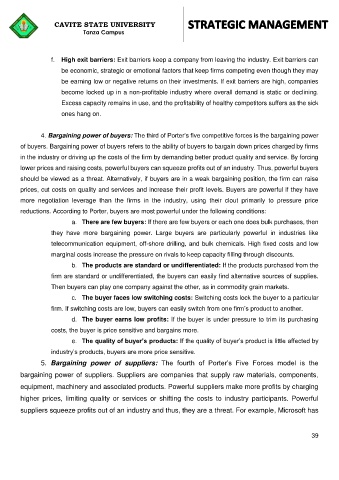 CAVITE STATE UNIVERSITY
Tanza Campus
STRATEGIC MANAGEMENT
f. High exit barriers: Exit barriers keep a company from leaving the industry. Exit barriers can
be economic, strategic or emotional factors that keep firms competing even though they may
be earning low or negative returns on their investments. If exit barriers are high, companies
become locked up in a non-profitable industry where overall demand is static or declining.
Excess capacity remains in use, and the profitability of healthy competitors suffers as the sick
ones hang on.
4. Bargaining power of buyers: The third of Porter's five competitive forces is the bargaining power
of buyers. Bargaining power of buyers refers to the ability of buyers to bargain down prices charged by firms
in the industry or driving up the costs of the firm by demanding better product quality and service. By forcing
lower prices and raising costs, powerful buyers can squeeze profits out of an industry. Thus, powerful buyers
should be viewed as a threat. Alternatively, if buyers are in a weak bargaining position, the firm can raise
prices, cut costs on quality and services and increase their profit levels. Buyers are powerful if they have
more negotiation leverage than the firms in the industry, using their clout primarily to pressure price
reductions. According to Porter, buyers are most powerful under the following conditions:
a. There are few buyers: If there are few buyers or each one does bulk purchases, then
they have more bargaining power. Large buyers are particularly powerful in industries like
telecommunication equipment, off-shore drilling, and bulk chemicals. High fixed costs and low
marginal costs increase the pressure on rivals to keep capacity filling through discounts.
b. The products are standard or undifferentiated: If the products purchased from the
firm are standard or undifferentiated, the buyers can easily find alternative sources of supplies.
Then buyers can play one company against the other, as in commodity grain markets.
c. The buyer faces low switching costs: Switching costs lock the buyer to a particular
firm. If switching costs are low, buyers can easily switch from one firm's product to another.
d. The buyer earns low profits: If the buyer is under pressure to trim its purchasing
costs, the buyer is price sensitive and bargains more.
e. The quality of buyer's products: If the quality of buyer's product is little affected by
industry's products, buyers are more price sensitive.
5. Bargaining power of suppliers: The fourth of Porter's Five Forces model is the
bargaining power of suppliers. Suppliers are companies that supply raw materials, components,
equipment, machinery and associated products. Powerful suppliers make more profits by charging
higher prices, limiting quality or services or shifting the costs to industry participants. Powerful
suppliers squeeze profits out of an industry and thus, they are a threat. For example, Microsoft has
39